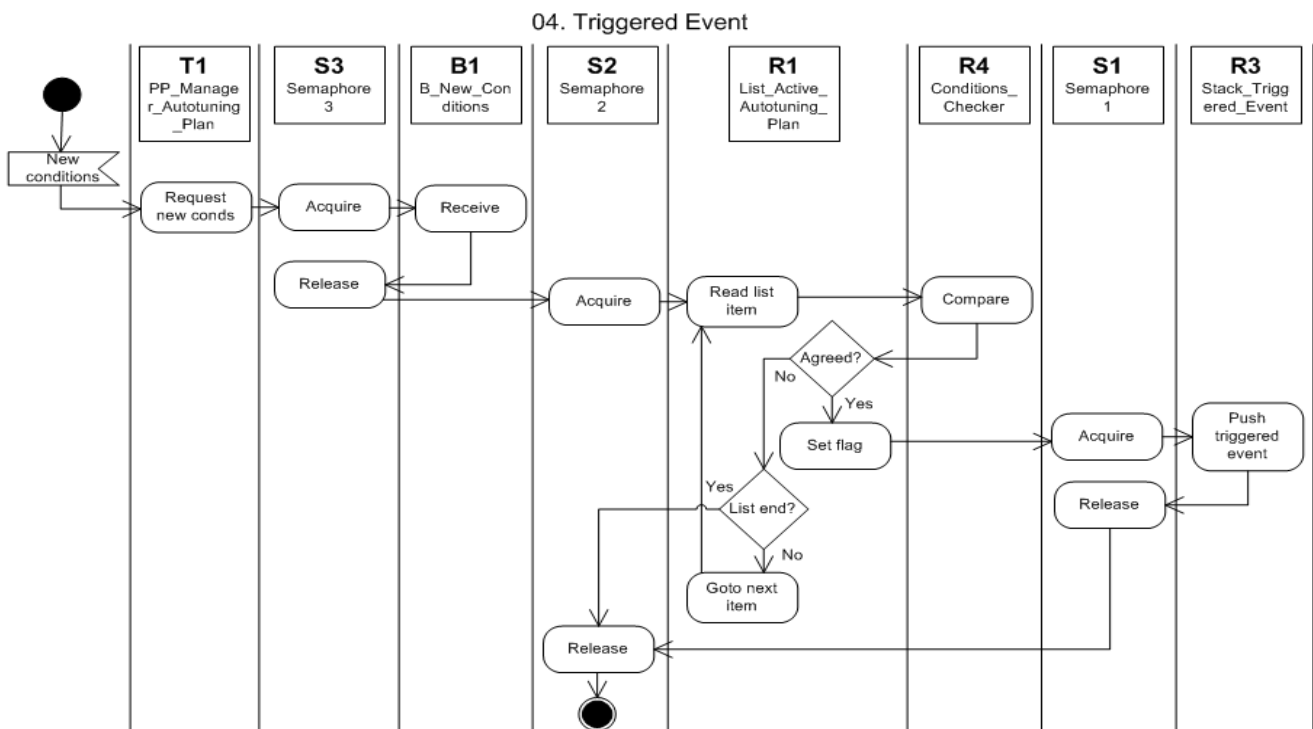 04. Triggered Event
T1
PP_Manage
r_Autotuning
_Plan
S3
Semaphore
3
B1
B_New_Con
ditions
S2
Semaphore
2
R1
List_Active_
Autotuning_
Plan
R4
Conditions_
Checker
S1
Semaphore
1
R3
Stack_Trigg
ered_Event
New
conditions
Request
new conds
Acquire
Receive
Release
Acquire
Read list
item
Compare
Agreed?
No
Yes
Set flag
Acquire
Push
triggered
event
Yes
List end?
Release
No
Goto next
item
Release